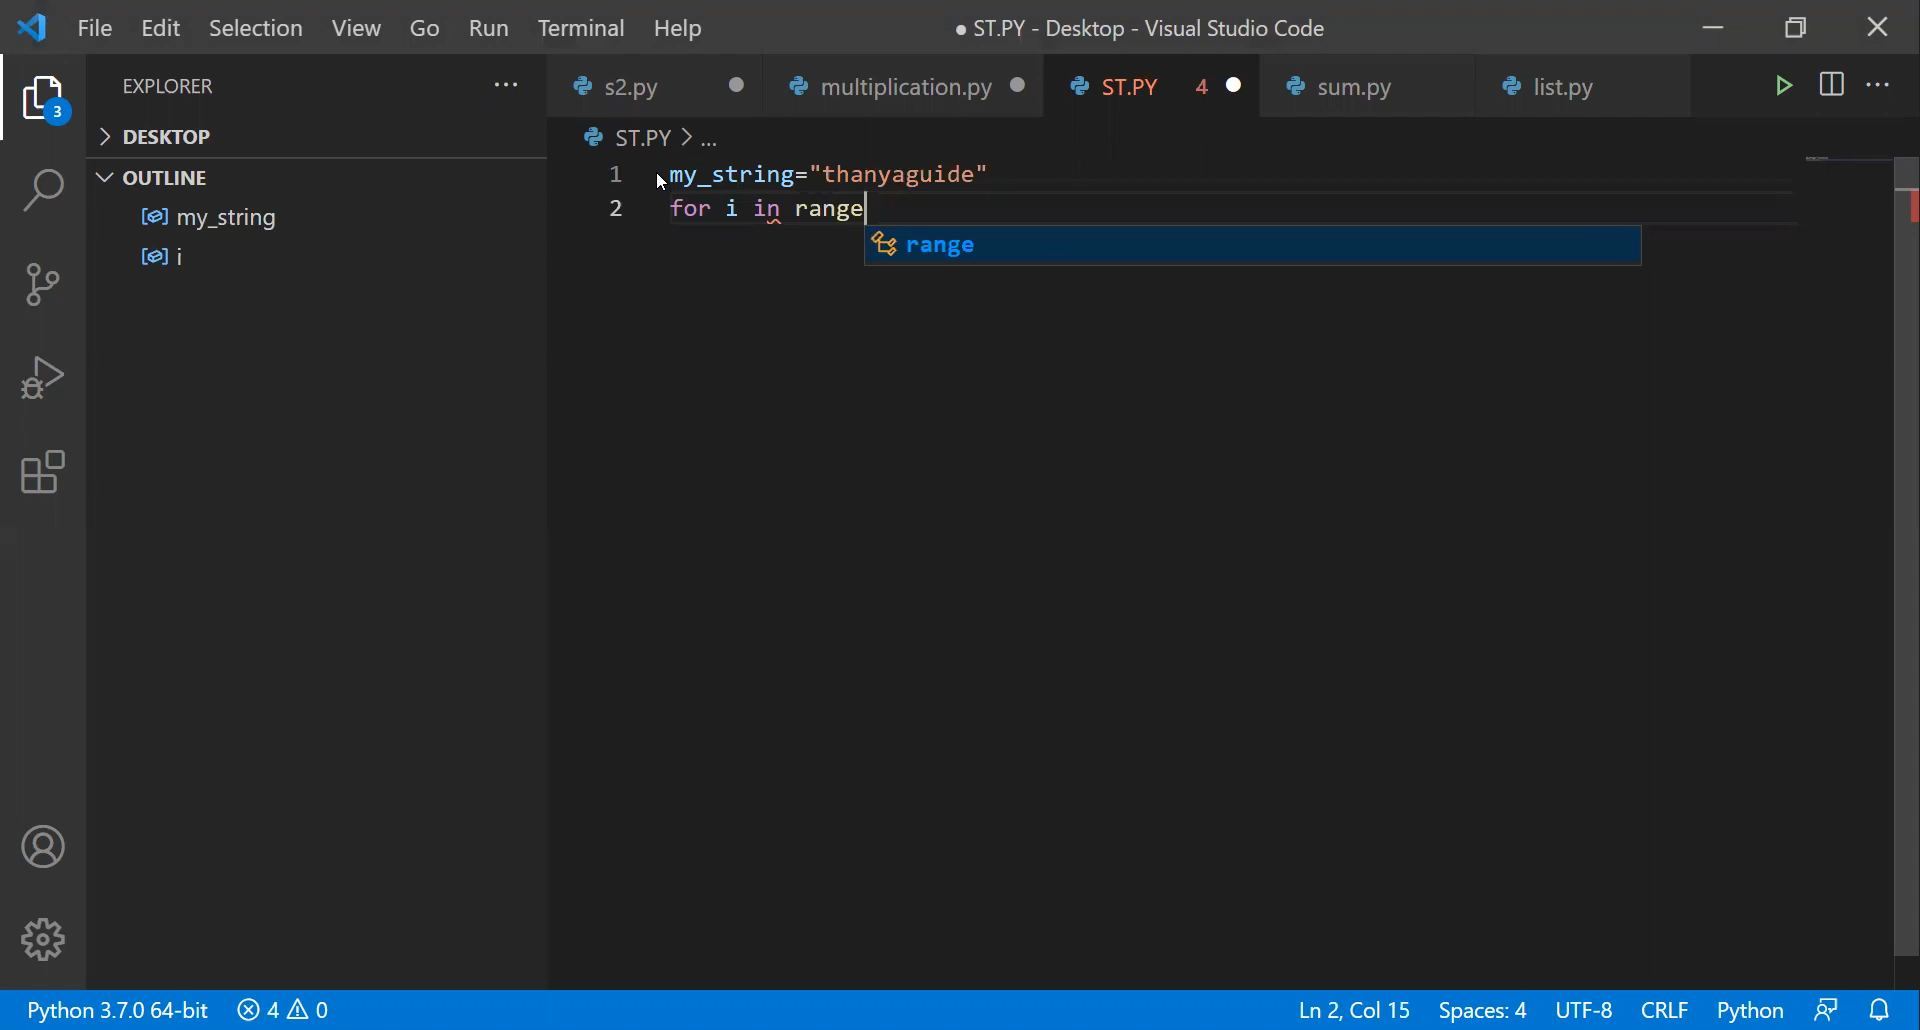 File Edit Selection View Go Run Terminal Help
● ST.PY - Desktop - Visual Studio Code
EXPLORER
s2.py
multiplication.py
ST.PY 4
sum.py
list.py
3
DESKTOP
ST.PY > ...
OUTLINE
my_string
i
1 my_string="thanyaguide"
2 for i in range
range
Python 3.7.0 64-bit 4 0
Ln 2, Col 15 Spaces: 4 UTF-8 CRLF Python